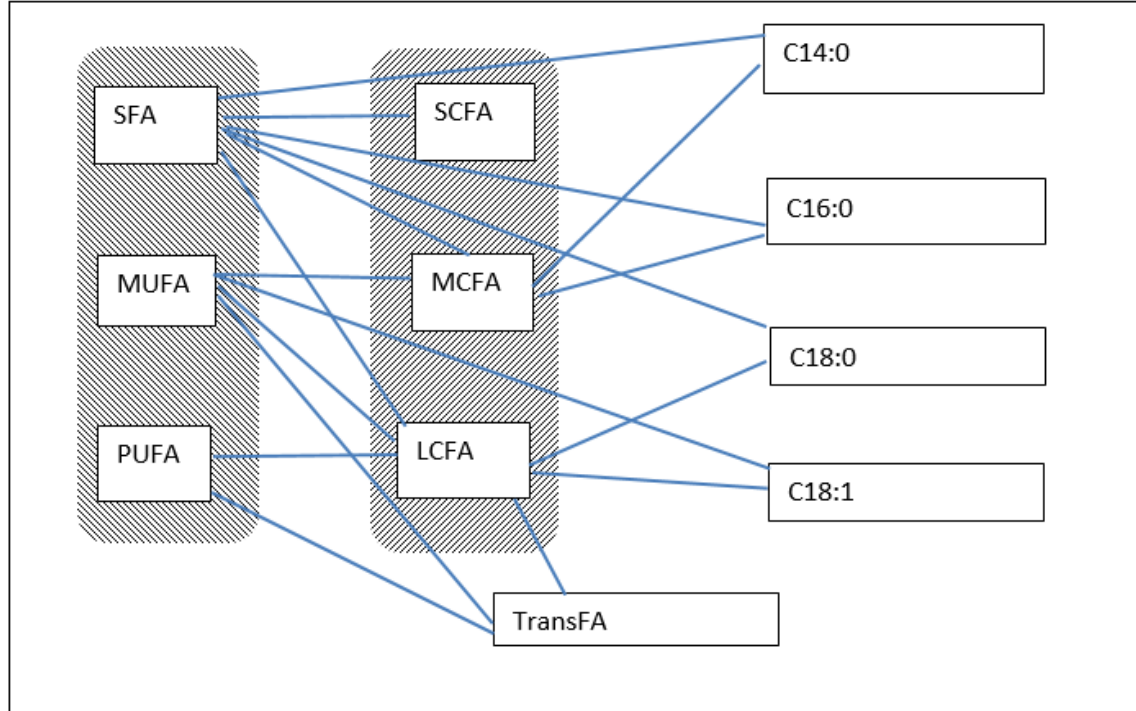 SFA
MUFA
PUFA
SCFA
MCFA
LCFA
C14:0
C16:0
C18:0
C18:1
TransFA